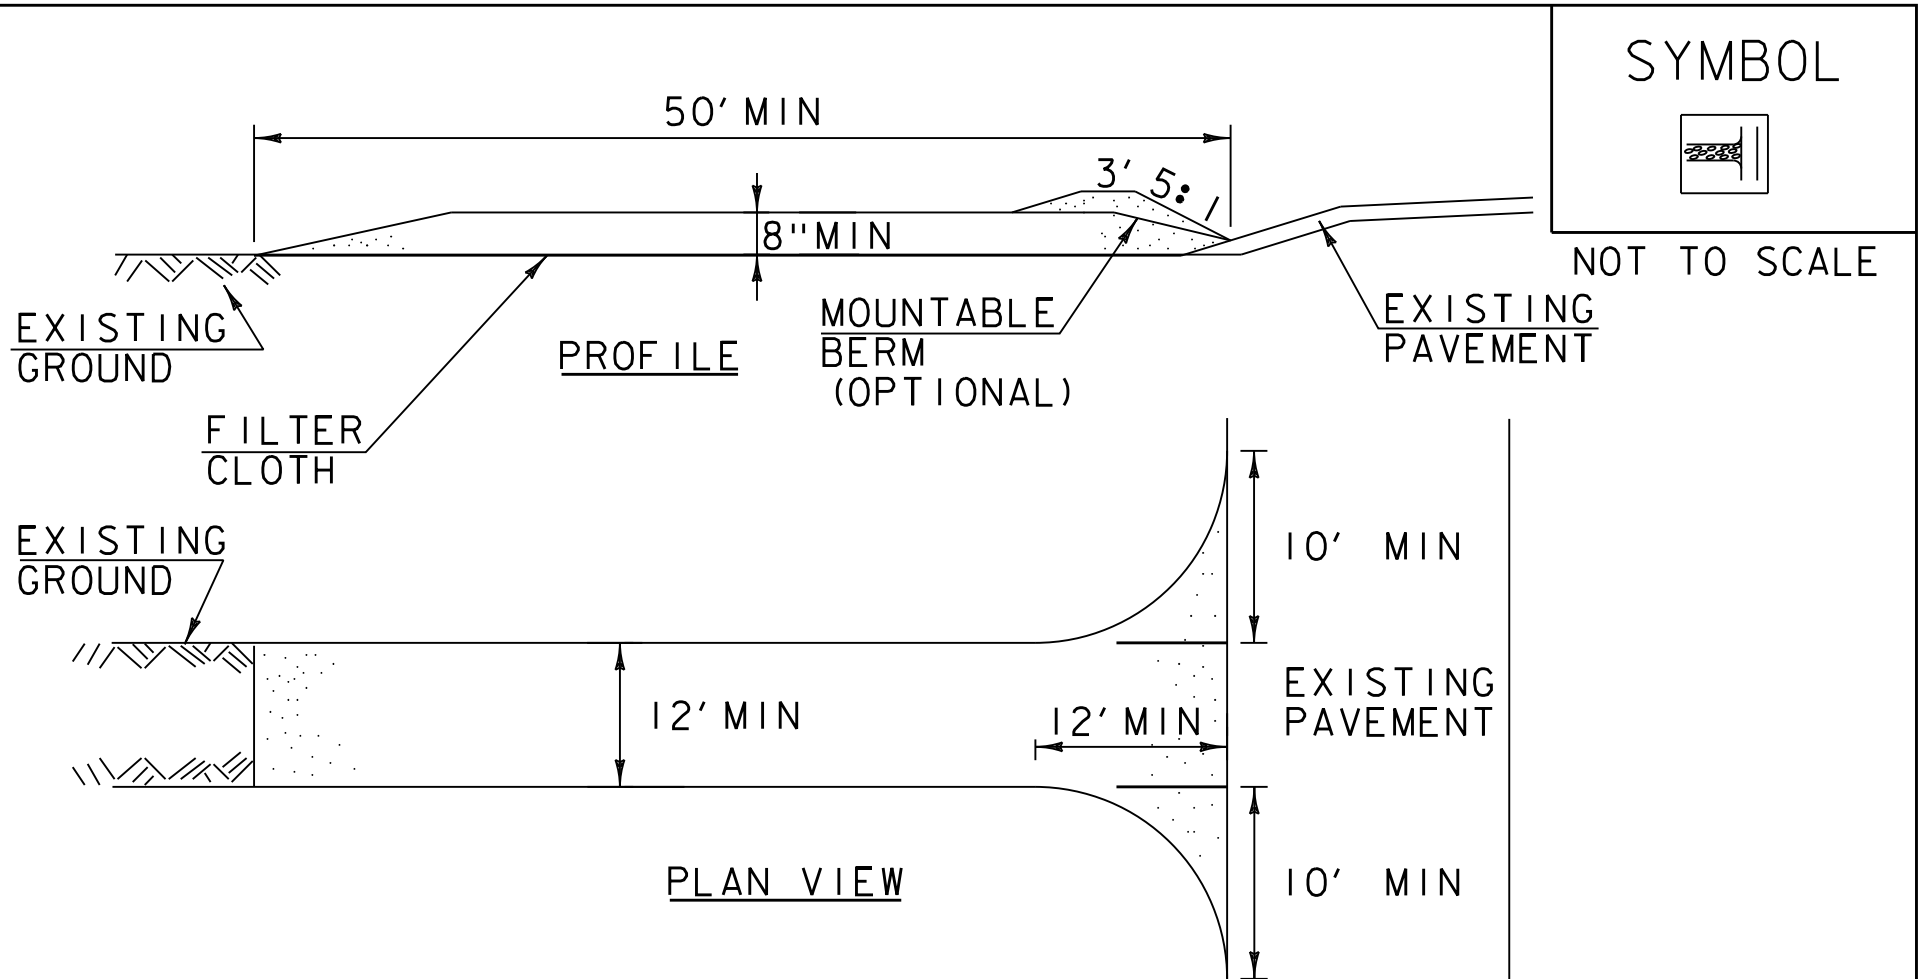 SYMBOL
50' MIN
3' 5:1
8" MIN
NOT TO SCALE
EXISTING
GROUND
PROFILE
MOUNTABLE
BERM
(OPTIONAL)
EXISTING
PAVEMENT
FILTER
CLOTH
EXISTING
GROUND
10' MIN
12' MIN
12' MIN
EXISTING
PAVEMENT
PLAN VIEW
10' MIN